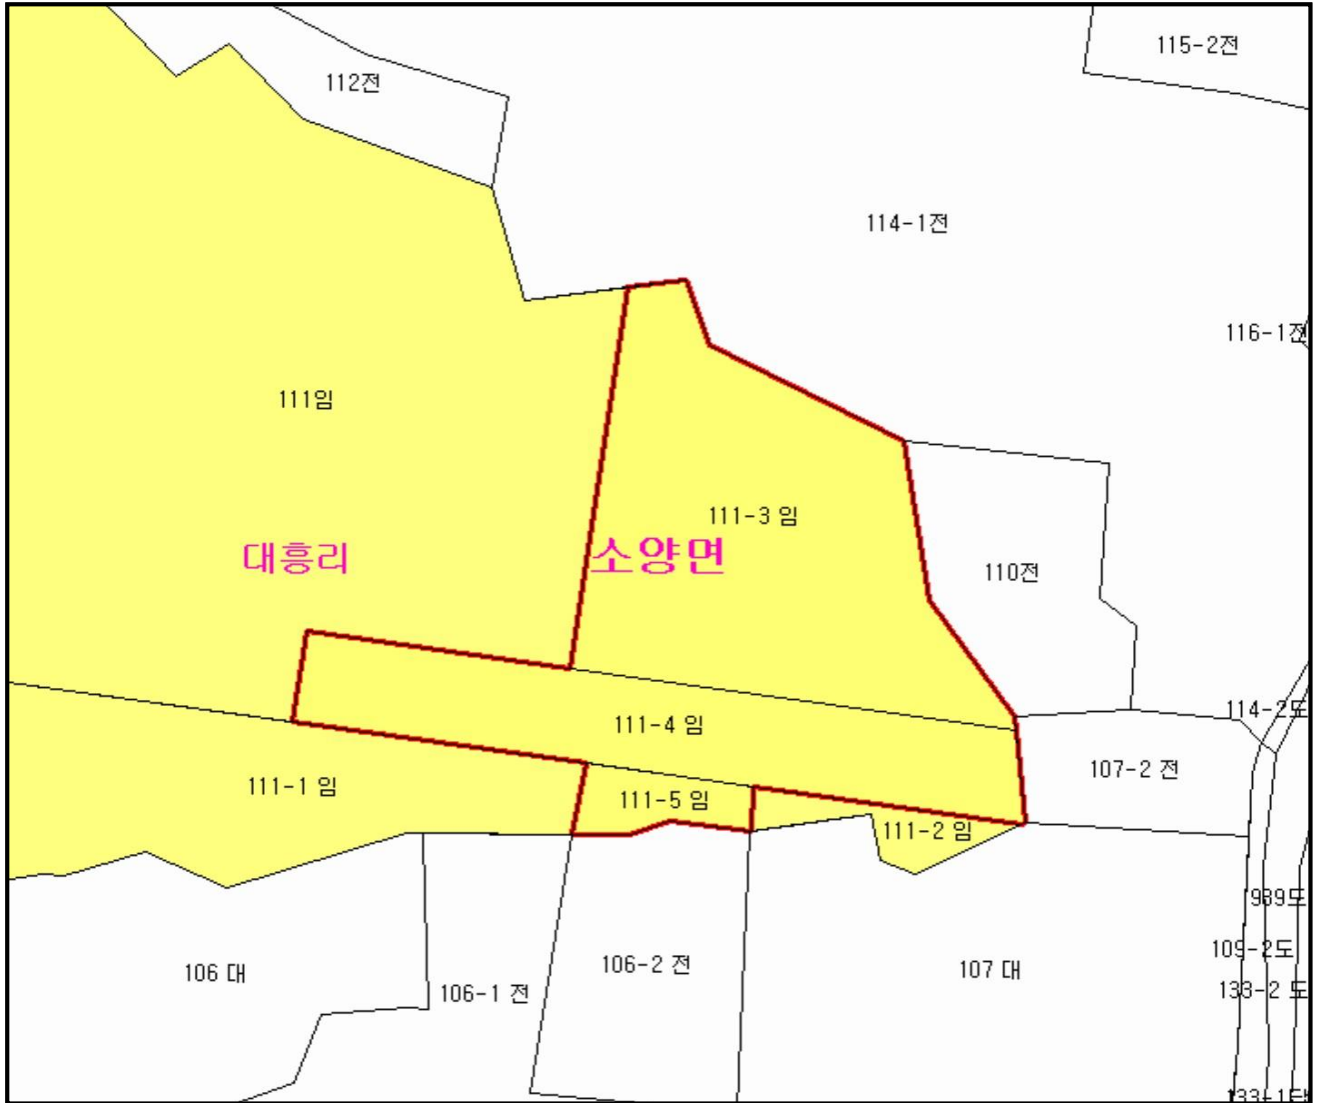 115-2전
112전
114-1전
116-1전
111임
111-3 임
대흥리
소양면
110전
114-2도
111-4 임
107-2 전
111-1 임
111-5 임
111-2 임
989도
109-2도
106-2 전
107 대
106 대
106-1 전
133-2 도